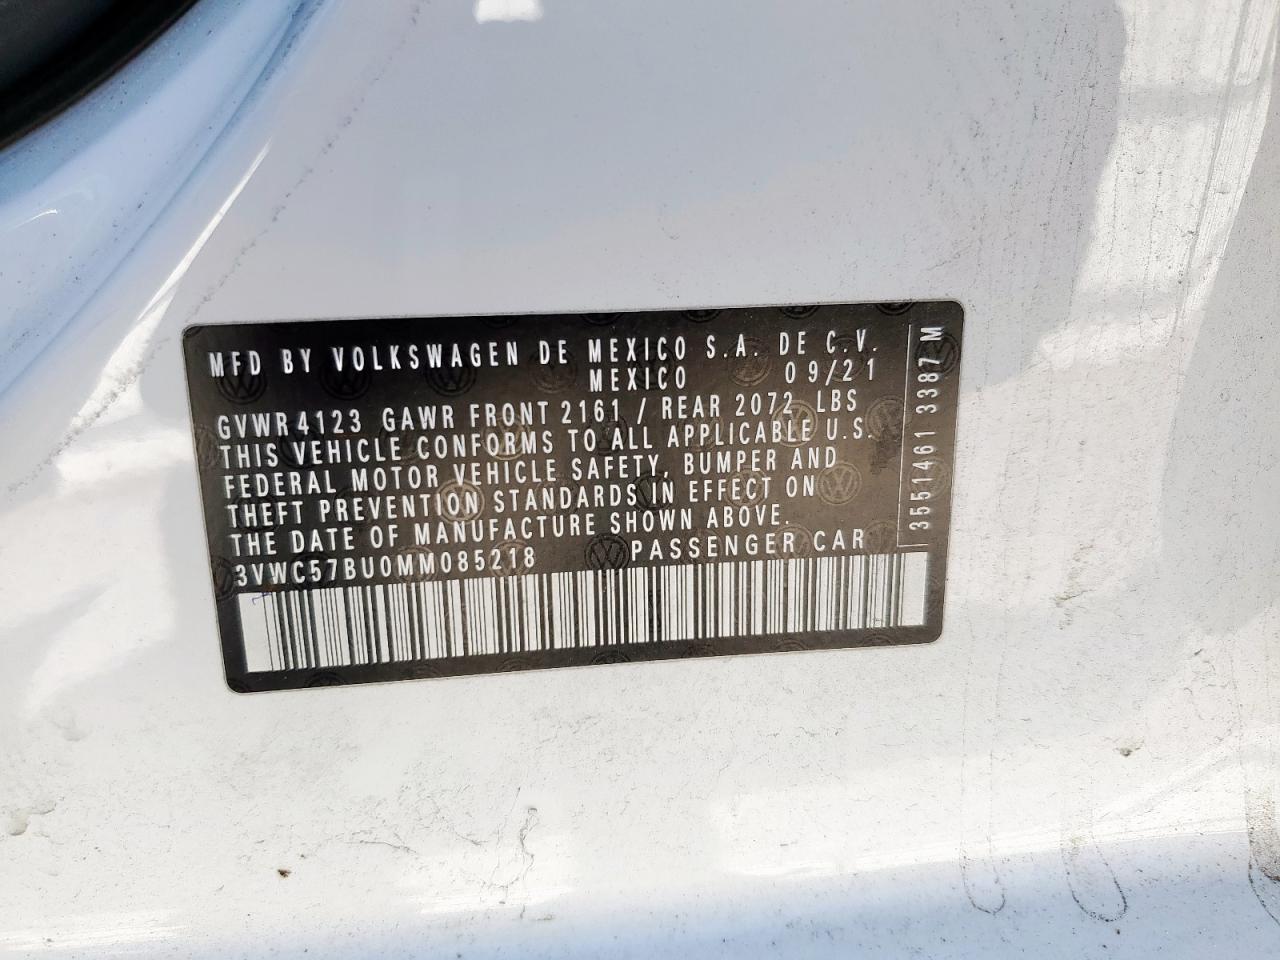 MFD BY VOLKSWAGEN DE MEXICO S.A. DE C.V.
MEXICO 09/21
GVWR 4123 GAWR FRONT 2161 / REAR 2072 LBS
THIS VEHICLE CONFORMS TO ALL APPLICABLE U.S.
FEDERAL MOTOR VEHICLE SAFETY, BUMPER AND
THEFT PREVENTION STANDARDS IN EFFECT ON
THE DATE OF MANUFACTURE SHOWN ABOVE.
3VWC57BU0MM085218 PASSENGER CAR
3551461 3387 M